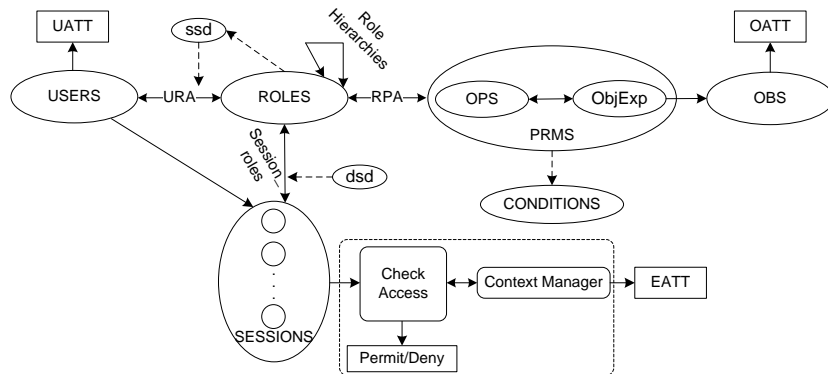 UATT
ssd
Role
Hierarchies
OATT
USERS
URA
ROLES
RPA
OPS
ObjExp
PRMS
OBS
Session_
roles
dsd
CONDITIONS
Check
Access
Context Manager
EATT
SESSIONS
Permit/Deny